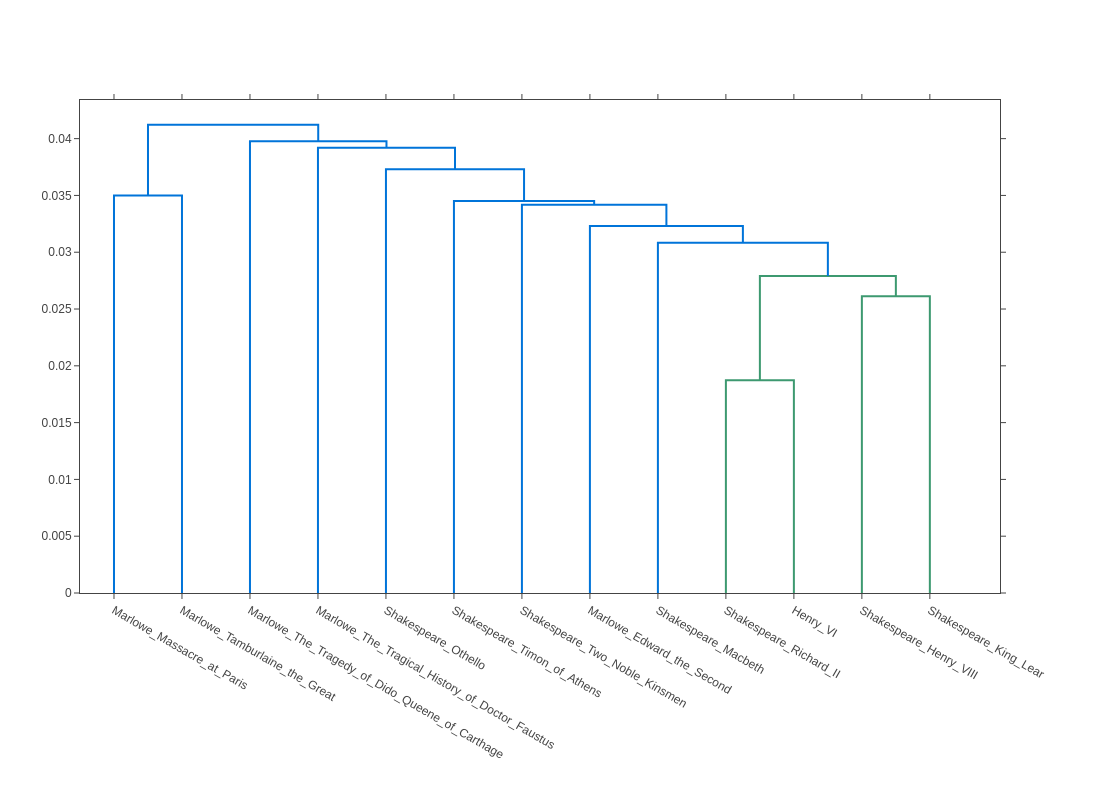 0.04
0.035
0.03
0.025
0.02
0.015
0.01
0.005
0
Marlowe_Massacre_at_Paris
Marlowe_Tamburlaine_the_Great
Marlowe_The_Tragedy_of_Dido_Queene_of_Carthage
Marlowe_The_Tragical_History_of_Doctor_Faustus
Shakespeare_Othello
Shakespeare_Timon_of_Athens
Shakespeare_Two_Noble_Kinsmen
Marlowe_Edward_the_Second
Shakespeare_Macbeth
Shakespeare_Richard_II
Henry_VI
Shakespeare_Henry_VIII
Shakespeare_King_Lear